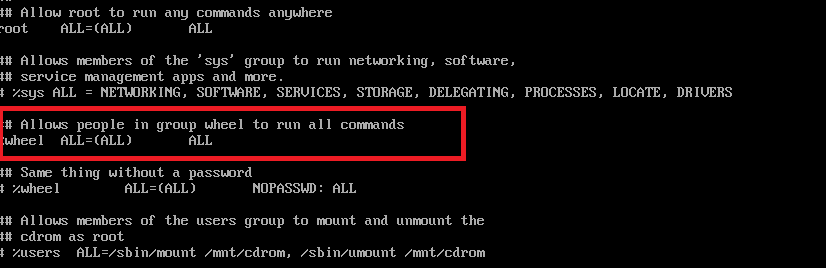 ## Allow root to run any commands anywhere
root    ALL=(ALL)       ALL
## Allows members of the 'sys' group to run networking, software,
## service management apps and more.
# %sys ALL = NETWORKING, SOFTWARE, SERVICES, STORAGE, DELEGATING, PROCESSES, LOCATE, DRIVERS
## Allows people in group wheel to run all commands
%wheel  ALL=(ALL)       ALL
## Same thing without a password
# %wheel        ALL=(ALL)       NOPASSWD: ALL
## Allows members of the users group to mount and unmount the
## cdrom as root
# %users  ALL=/sbin/mount /mnt/cdrom, /sbin/umount /mnt/cdrom